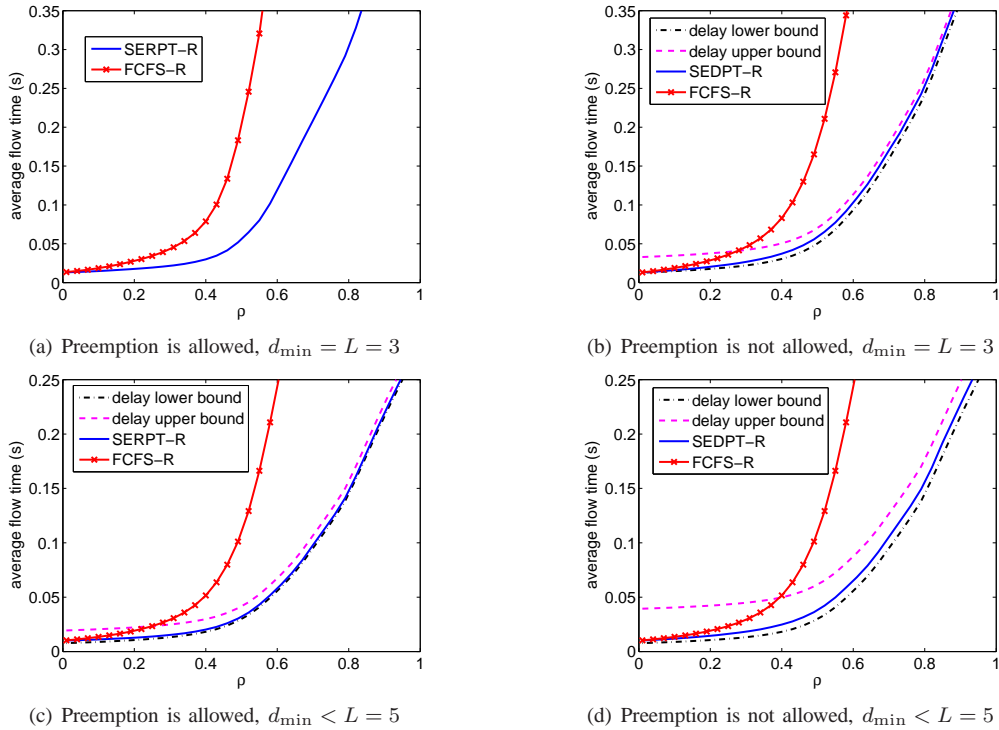 0.35
0.3
0.25
0.2
0.15
0.1
0.05
0
average flow time (s)
SERPT−R
FCFS−R
0 0.2 0.4 0.6 0.8 1
ρ
(a) Preemption is allowed, d_min = L = 3
0.35
0.3
0.25
0.2
0.15
0.1
0.05
0
average flow time (s)
delay lower bound
delay upper bound
SEDPT−R
FCFS−R
0 0.2 0.4 0.6 0.8 1
ρ
(b) Preemption is not allowed, d_min = L = 3
0.25
0.2
0.15
0.1
0.05
0
average flow time (s)
delay lower bound
delay upper bound
SERPT−R
FCFS−R
0 0.2 0.4 0.6 0.8 1
ρ
(c) Preemption is allowed, d_min < L = 5
0.25
0.2
0.15
0.1
0.05
0
average flow time (s)
delay lower bound
delay upper bound
SEDPT−R
FCFS−R
0 0.2 0.4 0.6 0.8 1
ρ
(d) Preemption is not allowed, d_min < L = 5